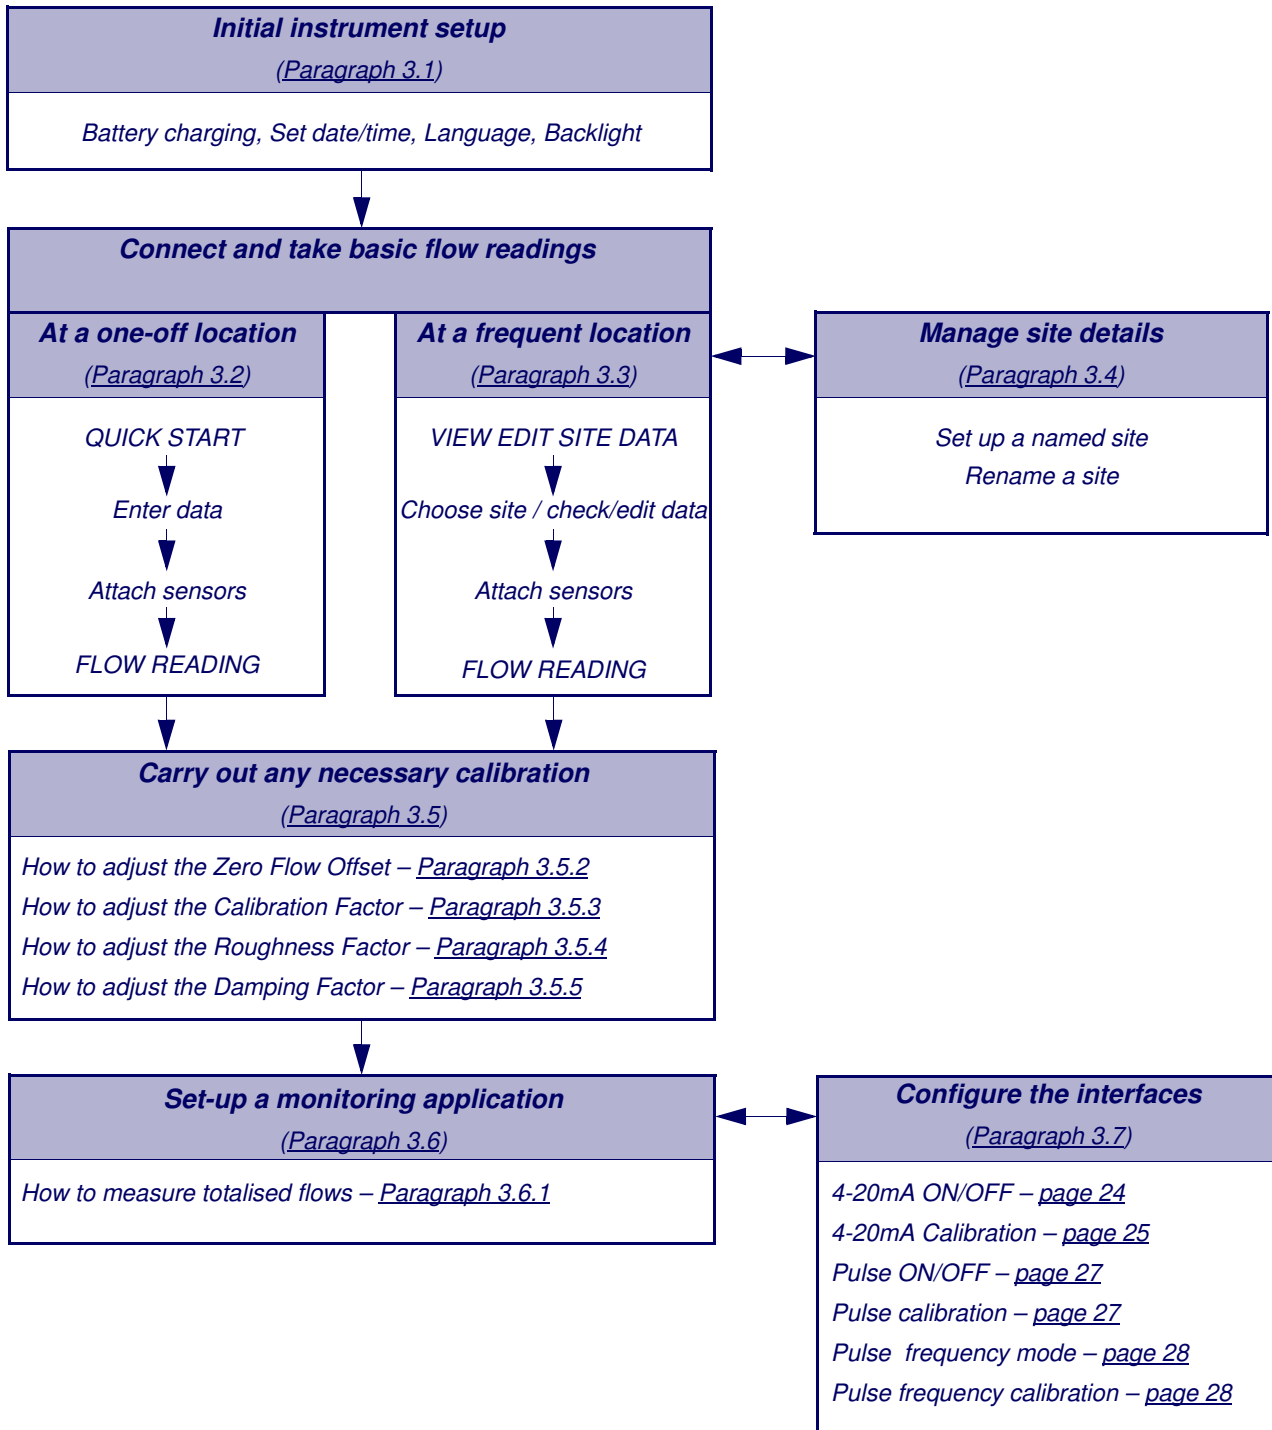 Initial instrument setup
(Paragraph 3.1)
Battery charging, Set date/time, Language, Backlight
Connect and take basic flow readings
At a one-off location
(Paragraph 3.2)
QUICK START
Enter data
Attach sensors
FLOW READING
At a frequent location
(Paragraph 3.3)
VIEW EDIT SITE DATA
Choose site / check/edit data
Attach sensors
FLOW READING
Manage site details
(Paragraph 3.4)
Set up a named site
Rename a site
Carry out any necessary calibration
(Paragraph 3.5)
How to adjust the Zero Flow Offset – Paragraph 3.5.2
How to adjust the Calibration Factor – Paragraph 3.5.3
How to adjust the Roughness Factor – Paragraph 3.5.4
How to adjust the Damping Factor – Paragraph 3.5.5
Set-up a monitoring application
(Paragraph 3.6)
How to measure totalised flows – Paragraph 3.6.1
Configure the interfaces
(Paragraph 3.7)
4-20mA ON/OFF – page 24
4-20mA Calibration – page 25
Pulse ON/OFF – page 27
Pulse calibration – page 27
Pulse  frequency mode – page 28
Pulse frequency calibration – page 28